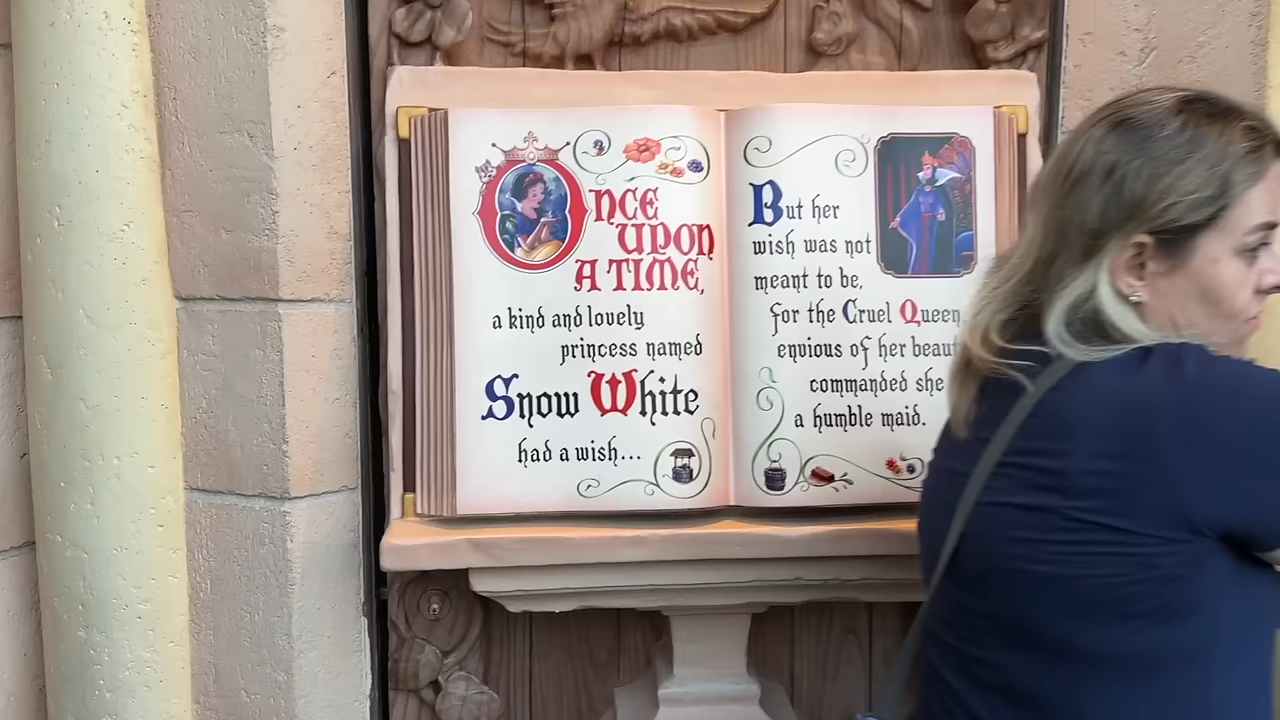 Once
upon
a time,
a kind and lovely
princess named
Snow White
had a wish...
But her
wish was not
meant to be,
For the Cruel Queen
envious of her
commanded she
a humble maid.